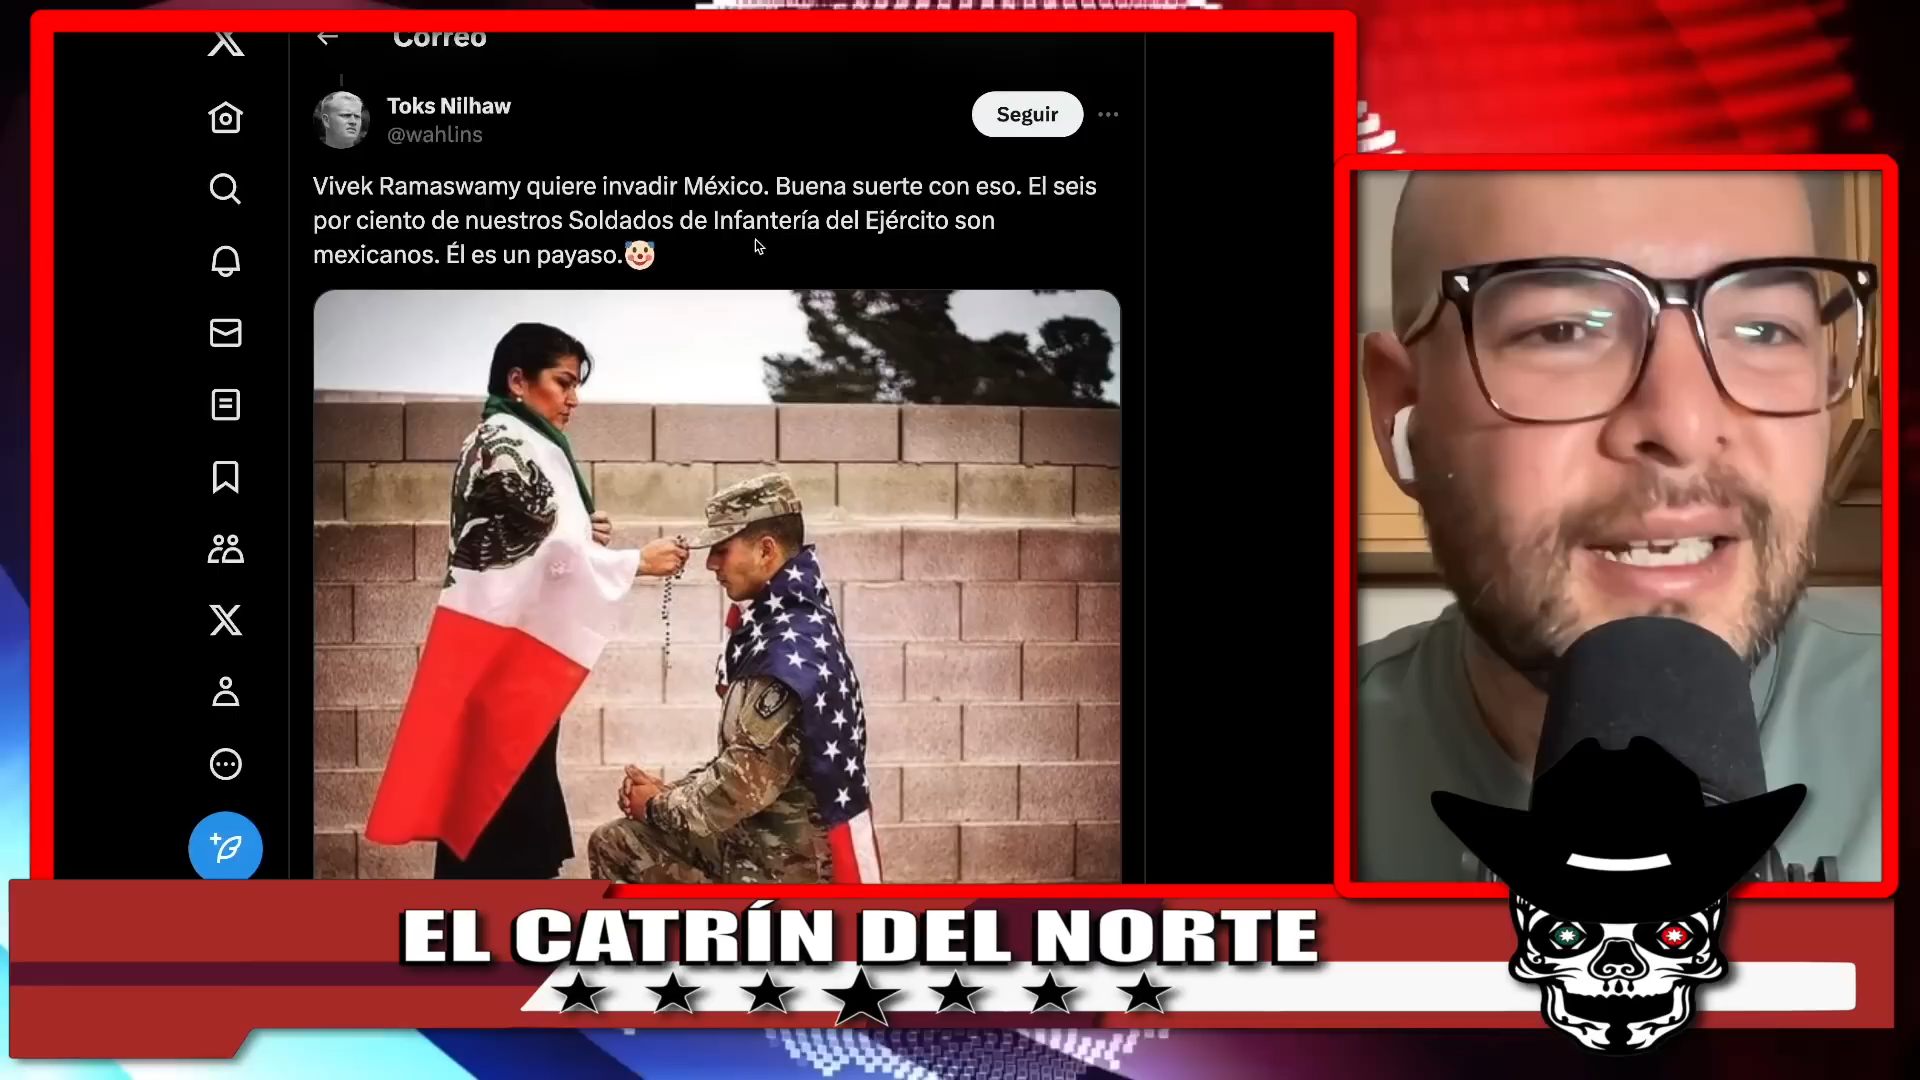 Correo
Toks Nilhaw
@wahlins
Seguir
Vivek Ramaswamy quiere invadir México. Buena suerte con eso. El seis
por ciento de nuestros Soldados de Infantería del Ejército son
mexicanos. Él es un payaso.🤡
EL CATRÍN DEL NORTE